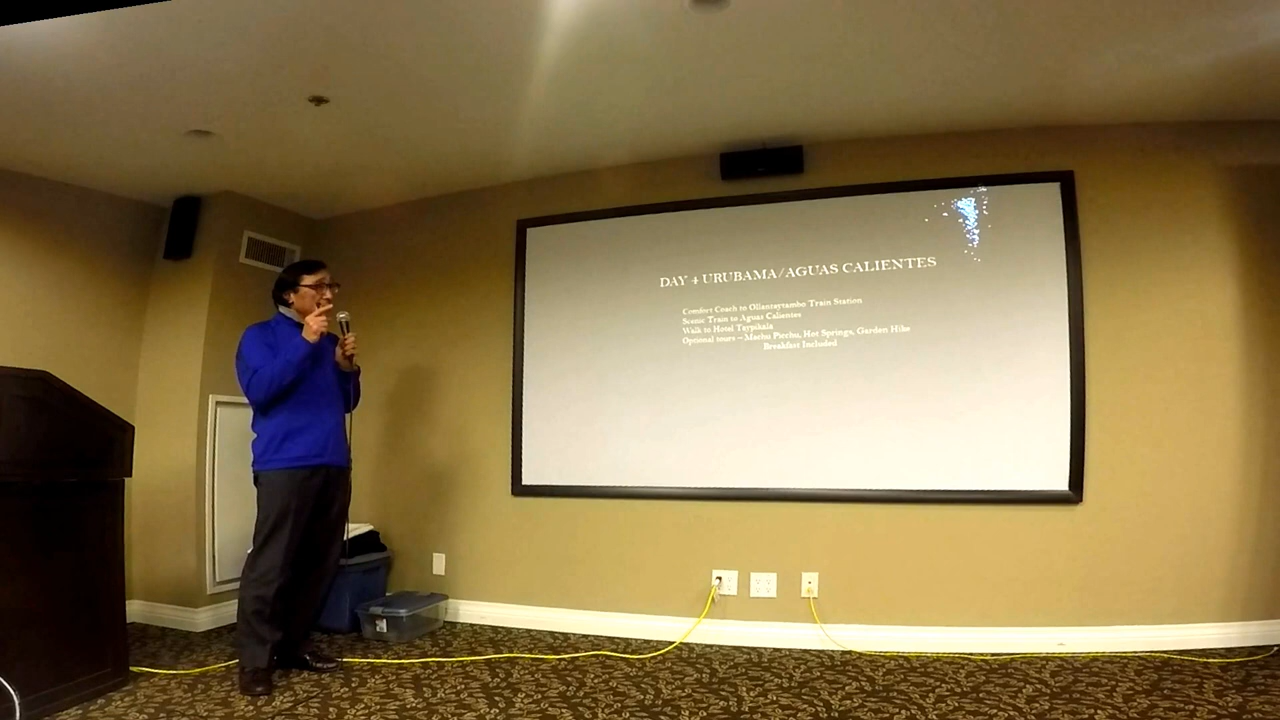 DAY 4 URUBAMA/AGUAS CALIENTES
Comfort Coach to Ollantaytambo Train Station
Scenic Train to Aguas Calientes
Walk to Hotel Taypikala
Optional tours – Machu Picchu, Hot Springs, Garden Hike
Breakfast Included